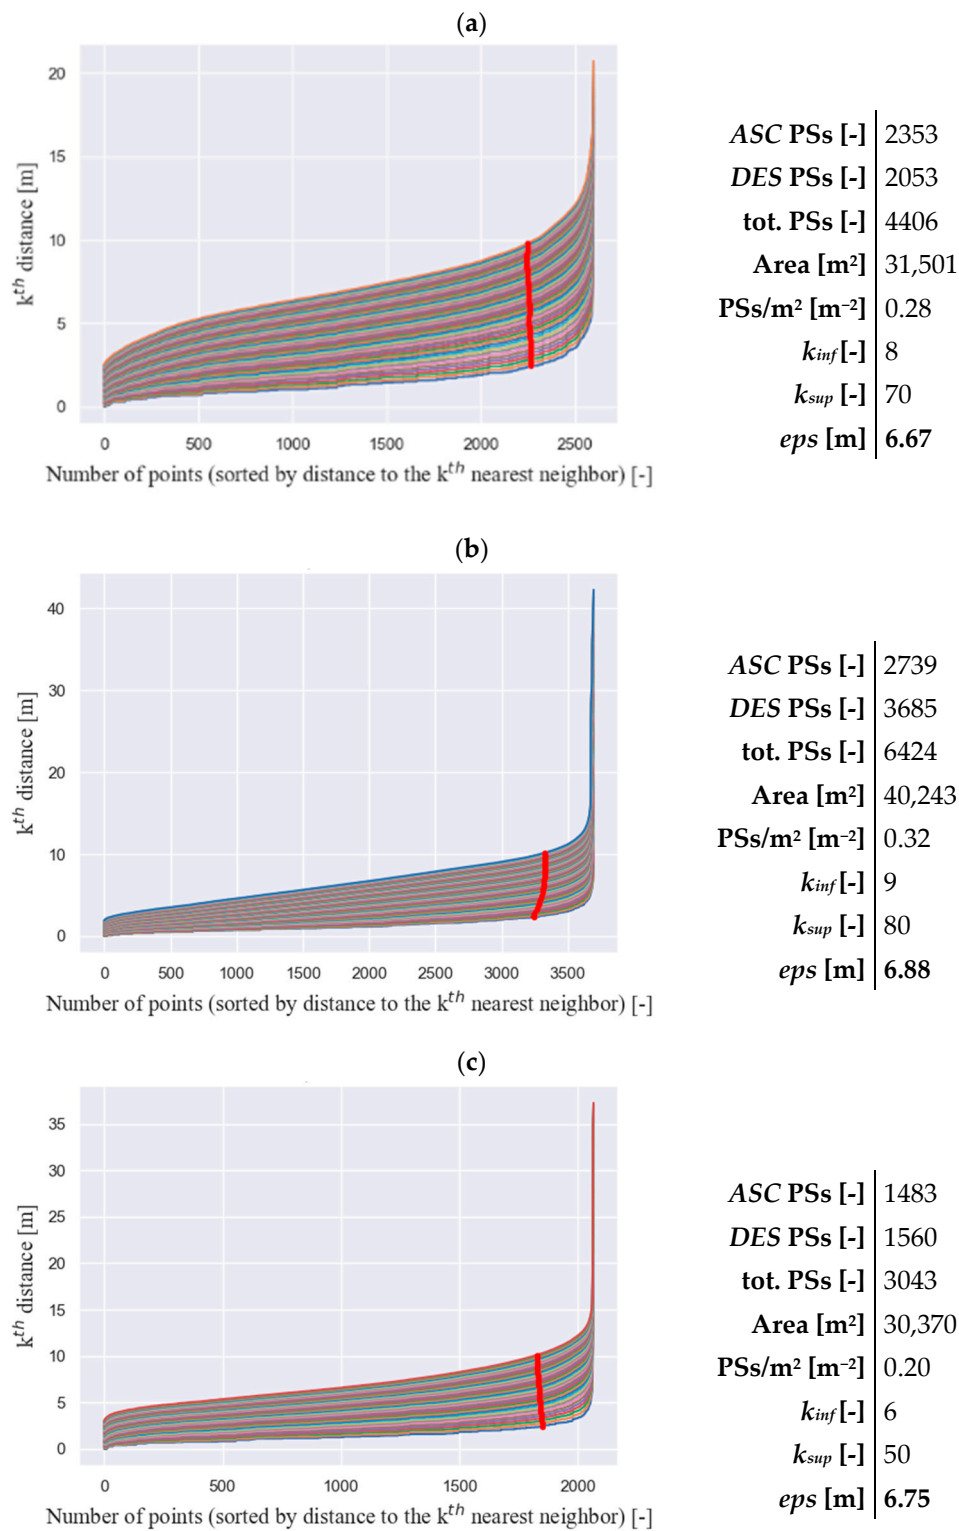 (a)
20
15
10
5
0
kth distance [m]
0 500 1000 1500 2000 2500
Number of points (sorted by distance to the kth nearest neighbor) [-]
ASC PSs [-] 2353
DES PSs [-] 2053
tot. PSs [-] 4406
Area [m²] 31,501
PSs/m² [m⁻²] 0.28
kinf [-] 8
ksup [-] 70
eps [m] 6.67
(b)
40
30
20
10
0
kth distance [m]
0 500 1000 1500 2000 2500 3000 3500
Number of points (sorted by distance to the kth nearest neighbor) [-]
ASC PSs [-] 2739
DES PSs [-] 3685
tot. PSs [-] 6424
Area [m²] 40,243
PSs/m² [m⁻²] 0.32
kinf [-] 9
ksup [-] 80
eps [m] 6.88
(c)
35
30
25
20
15
10
5
0
kth distance [m]
0 500 1000 1500 2000
Number of points (sorted by distance to the kth nearest neighbor) [-]
ASC PSs [-] 1483
DES PSs [-] 1560
tot. PSs [-] 3043
Area [m²] 30,370
PSs/m² [m⁻²] 0.20
kinf [-] 6
ksup [-] 50
eps [m] 6.75